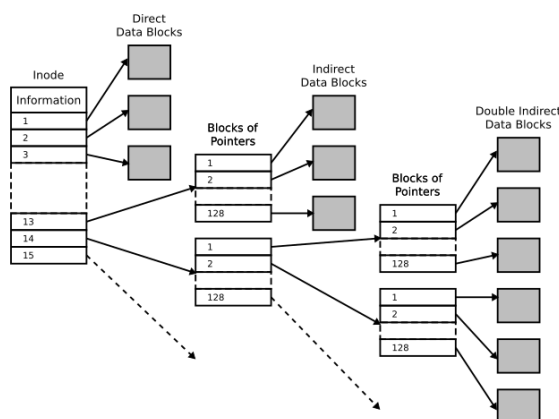 Direct
Data Blocks
Inode
Information
1
2
3
13
14
15
Indirect
Data Blocks
Blocks of
Pointers
1
2
128
1
2
128
Double Indirect
Data Blocks
Blocks of
Pointers
1
2
128
1
2
128